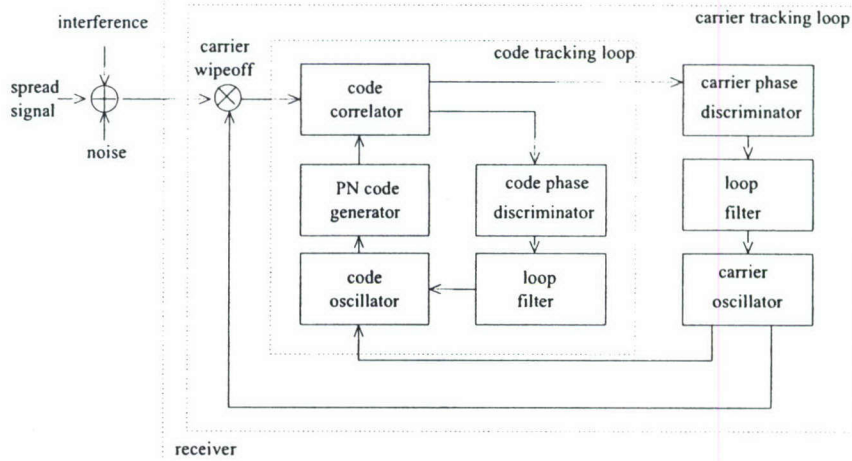 interference
carrier tracking loop
carrier
wipeoff
code tracking loop
spread
signal
noise
code
correlator
carrier phase
discriminator
PN code
generator
code phase
discriminator
loop
filter
code
oscillator
loop
filter
carrier
oscillator
receiver